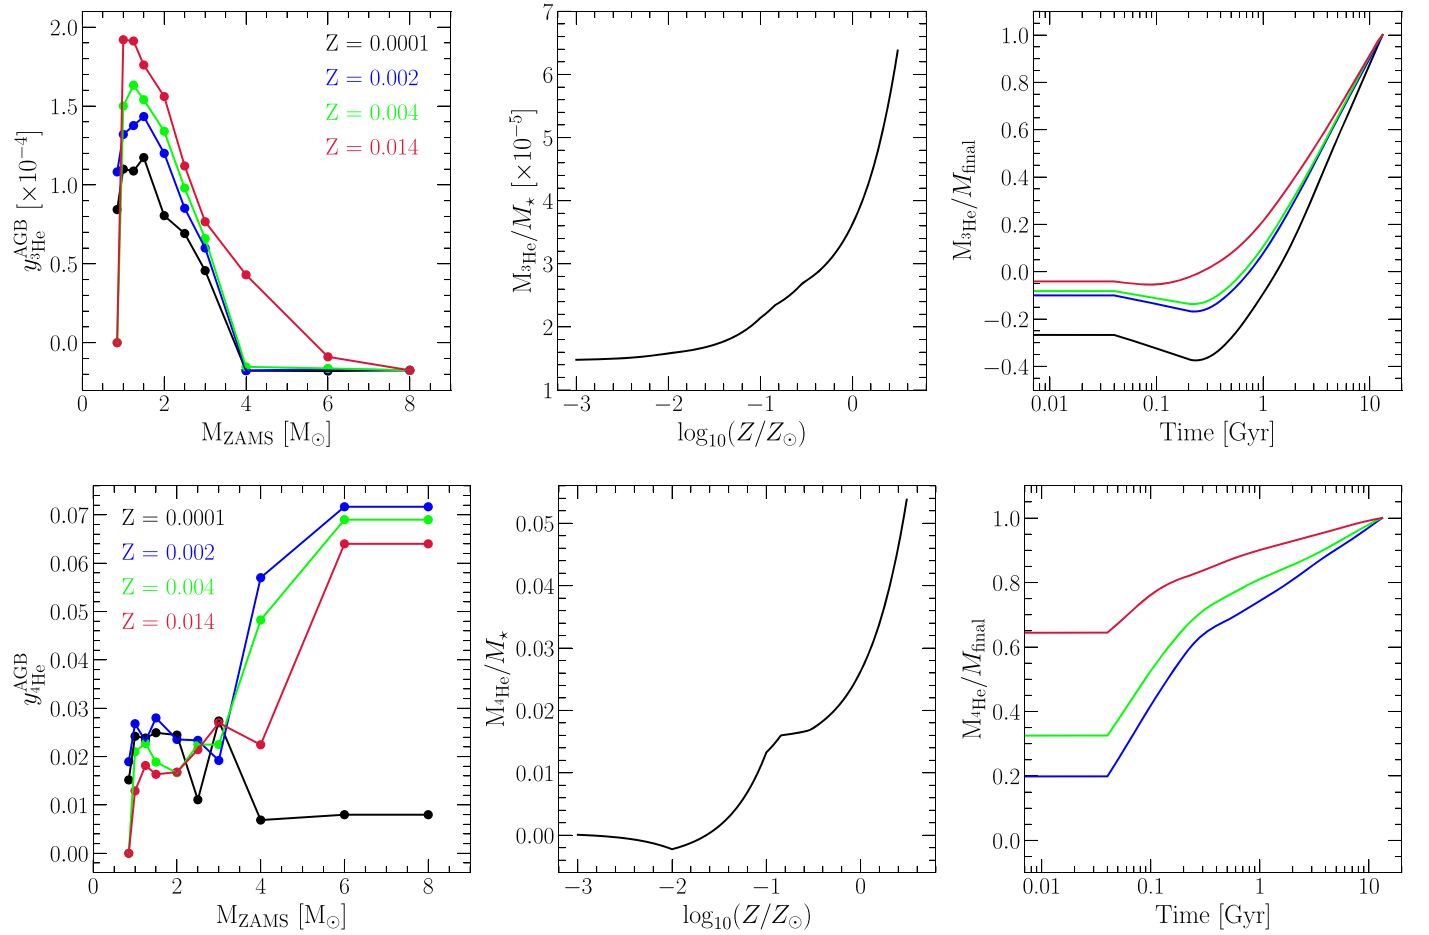 2.0
1.5
1.0
0.5
0.0
y^AGB_3He [×10−4]
Z = 0.0001
Z = 0.002
Z = 0.004
Z = 0.014
0 2 4 6 8
M_ZAMS [M⊙]
7
6
5
4
3
2
1
M_3He/M⋆ [×10−5]
−3 −2 −1 0
log10(Z/Z⊙)
1.0
0.8
0.6
0.4
0.2
0.0
−0.2
−0.4
M_3He/M_final
0.01 0.1 1 10
Time [Gyr]
0.07
0.06
0.05
0.04
0.03
0.02
0.01
0.00
y^AGB_4He
Z = 0.0001
Z = 0.002
Z = 0.004
Z = 0.014
0 2 4 6 8
M_ZAMS [M⊙]
0.05
0.04
0.03
0.02
0.01
0.00
M_4He/M⋆
−3 −2 −1 0
log10(Z/Z⊙)
1.0
0.8
0.6
0.4
0.2
0.0
M_4He/M_final
0.01 0.1 1 10
Time [Gyr]